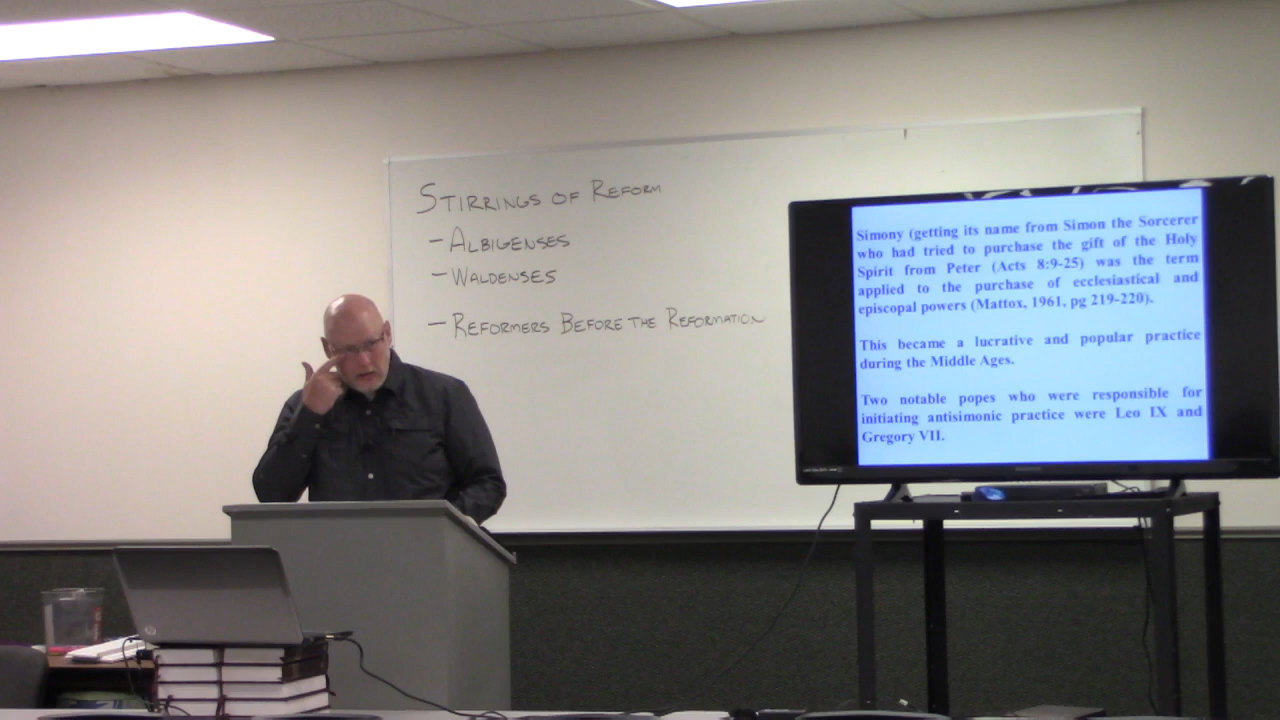 STIRRINGS OF REFORM
- ALBIGENSES
- WALDENSES
- REFORMERS BEFORE THE REFORMATION
Simony (getting its name from Simon the Sorcerer
who had tried to purchase the gift of the Holy
Spirit from Peter (Acts 8:9-25) was the term
applied to the purchase of ecclesiastical and
episcopal powers (Mattox, 1961, pg 219-220).
This became a lucrative and popular practice
during the Middle Ages.
Two notable popes who were responsible for
initiating antisimonic practice were Leo IX and
Gregory VII.
hp